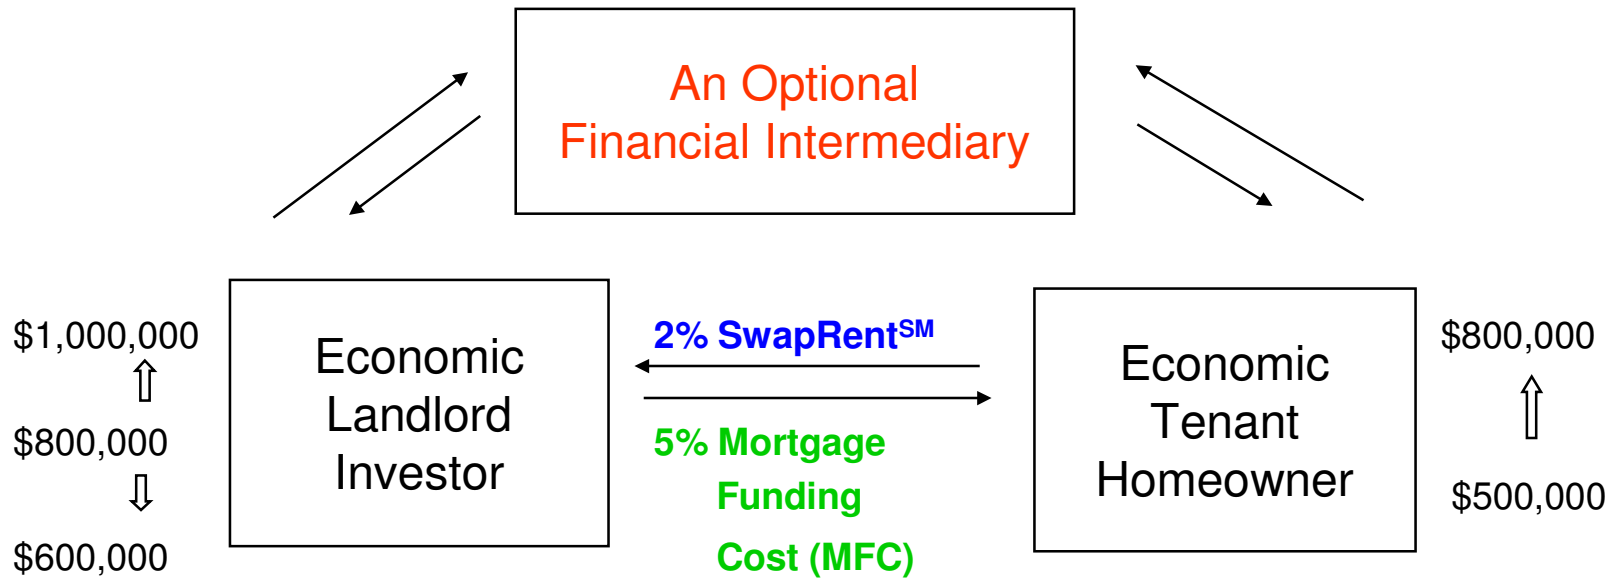 An Optional
Financial Intermediary
$1,000,000
$800,000
$600,000
Economic
Landlord
Investor
2% SwapRentSM
5% Mortgage
Funding
Cost (MFC)
Economic
Tenant
Homeowner
$800,000
$500,000